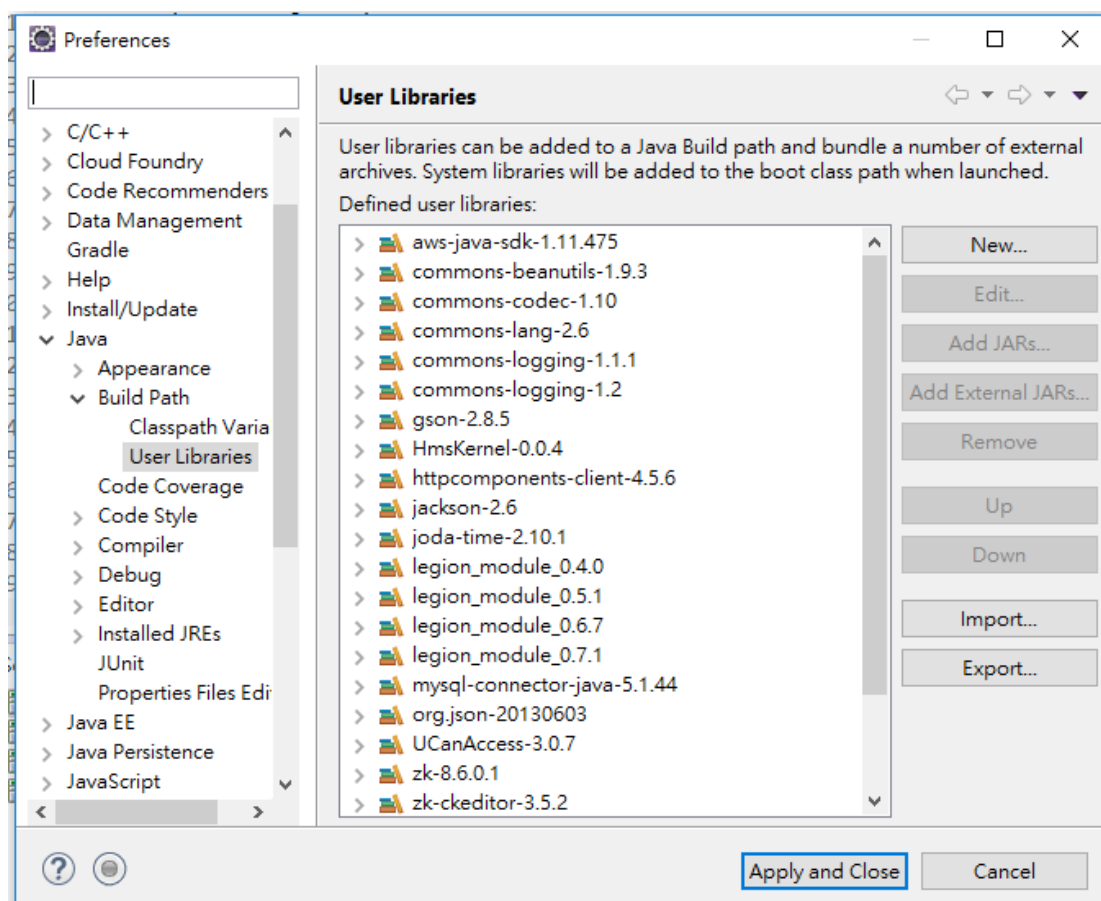 Preferences
User Libraries
C/C++
Cloud Foundry
Code Recommenders
Data Management
Gradle
Help
Install/Update
Java
Appearance
Build Path
Classpath Varia
User Libraries
Code Coverage
Code Style
Compiler
Debug
Editor
Installed JREs
JUnit
Properties Files Edi
Java EE
Java Persistence
JavaScript
User libraries can be added to a Java Build path and bundle a number of external
archives. System libraries will be added to the boot class path when launched.
Defined user libraries:
aws-java-sdk-1.11.475
commons-beanutils-1.9.3
commons-codec-1.10
commons-lang-2.6
commons-logging-1.1.1
commons-logging-1.2
gson-2.8.5
HmsKernel-0.0.4
httpcomponents-client-4.5.6
jackson-2.6
joda-time-2.10.1
legion_module_0.4.0
legion_module_0.5.1
legion_module_0.6.7
legion_module_0.7.1
mysql-connector-java-5.1.44
org.json-20130603
UCanAccess-3.0.7
zk-8.6.0.1
zk-ckeditor-3.5.2
New...
Edit...
Add JARs...
Add External JARs...
Remove
Up
Down
Import...
Export...
Apply and Close
Cancel